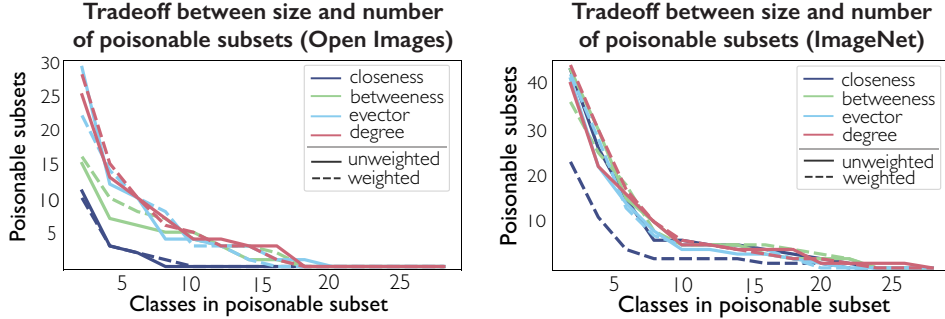 Tradeoff between size and number
of poisonable subsets (Open Images)
Poisonable subsets
30
25
20
15
10
5
closeness
betweeness
evector
degree
unweighted
weighted
5 10 15 20 25
Classes in poisonable subset
Tradeoff between size and number
of poisonable subsets (ImageNet)
Poisonable subsets
40
30
20
10
closeness
betweeness
evector
degree
unweighted
weighted
5 10 15 20 25
Classes in poisonable subset